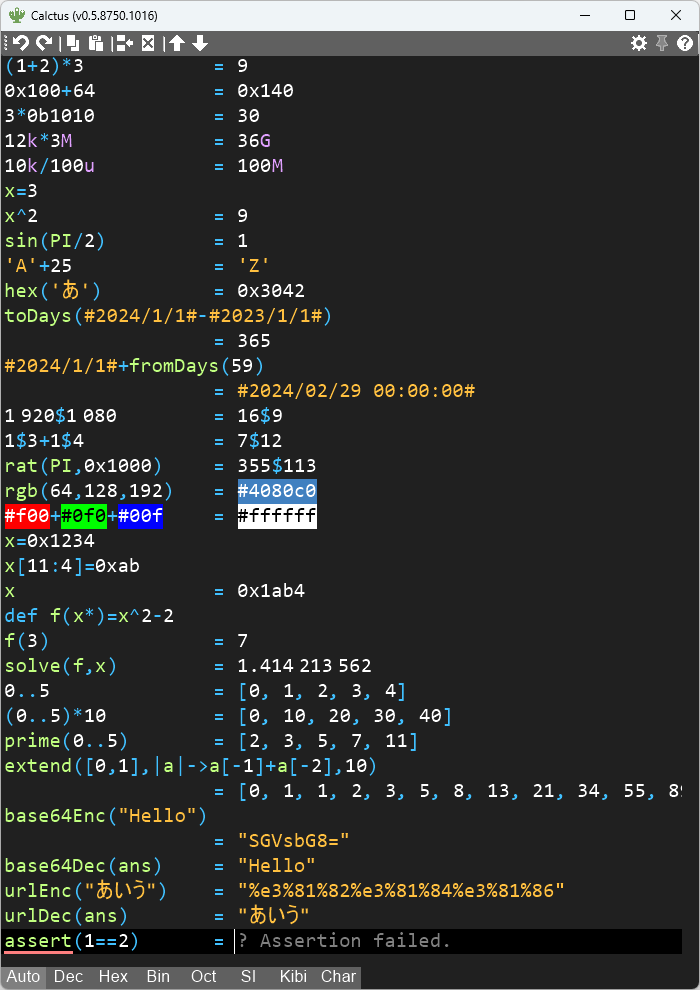 Calctus (v0.5.8750.1016)
(1+2)*3 = 9
0x100+64 = 0x140
3*0b1010 = 30
12k*3M = 36G
10k/100u = 100M
x=3
x^2 = 9
sin(PI/2) = 1
'A'+25 = 'Z'
hex('あ') = 0x3042
toDays(#2024/1/1#-#2023/1/1#)
= 365
#2024/1/1#+fromDays(59)
= #2024/02/29 00:00:00#
1 920$1 080 = 16$9
1$3+1$4 = 7$12
rat(PI,0x1000) = 355$113
rgb(64,128,192) = #4080c0
#f00+#0f0+#00f = #ffffff
x=0x1234
x[11:4]=0xab
x = 0x1ab4
def f(x*)=x^2-2
f(3) = 7
solve(f,x) = 1.414 213 562
0..5 = [0, 1, 2, 3, 4]
(0..5)*10 = [0, 10, 20, 30, 40]
prime(0..5) = [2, 3, 5, 7, 11]
extend([0,1],|a|->a[-1]+a[-2],10)
= [0, 1, 1, 2, 3, 5, 8, 13, 21, 34, 55, 89
base64Enc("Hello")
= "SGVsbG8="
base64Dec(ans) = "Hello"
urlEnc("あいう") = "%e3%81%82%e3%81%84%e3%81%86"
urlDec(ans) = "あいう"
assert(1==2) = ? Assertion failed.
Auto Dec Hex Bin Oct SI Kibi Char